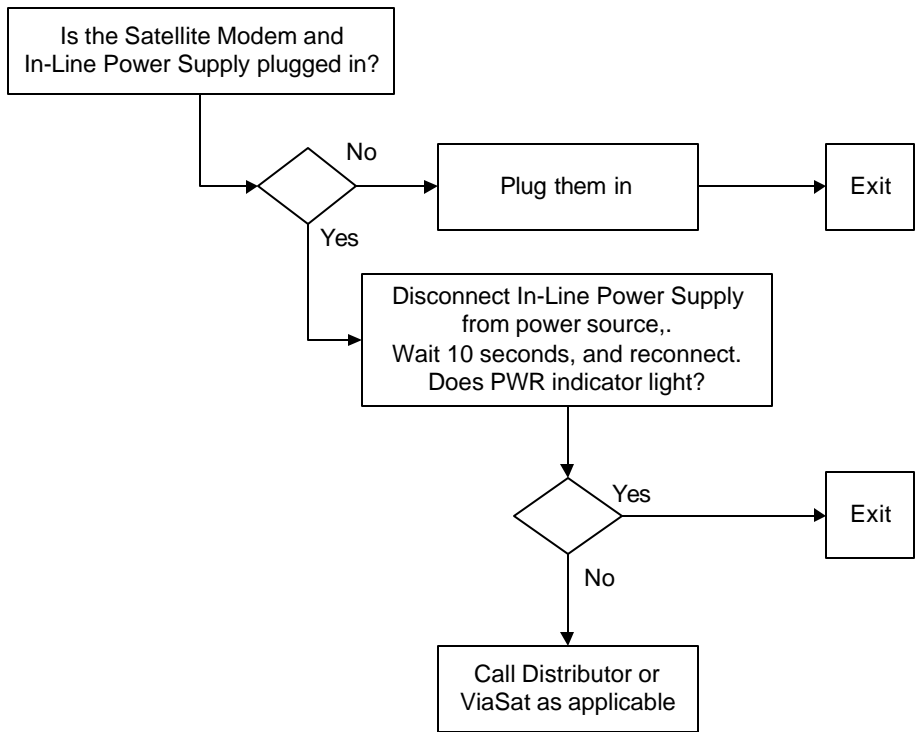 Is the Satellite Modem and
In-Line Power Supply plugged in?
No
Plug them in
Exit
Yes
Disconnect In-Line Power Supply
from power source,.
Wait 10 seconds, and reconnect.
Does PWR indicator light?
Yes
Exit
No
Call Distributor or
ViaSat as applicable